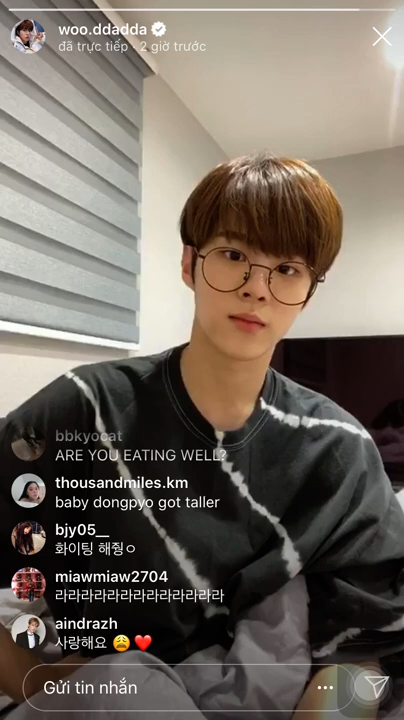 woo.ddadda
đã trực tiếp · 2 giờ trước
bbkyocat
ARE YOU EATING WELL?
thousandmiles.km
baby dongpyo got taller
bjy05__
화이팅 해줭ㅇ
miawmiaw2704
라라라라라라라라라라라라라
aindrazh
사랑해요 😩❤️
Gửi tin nhắn